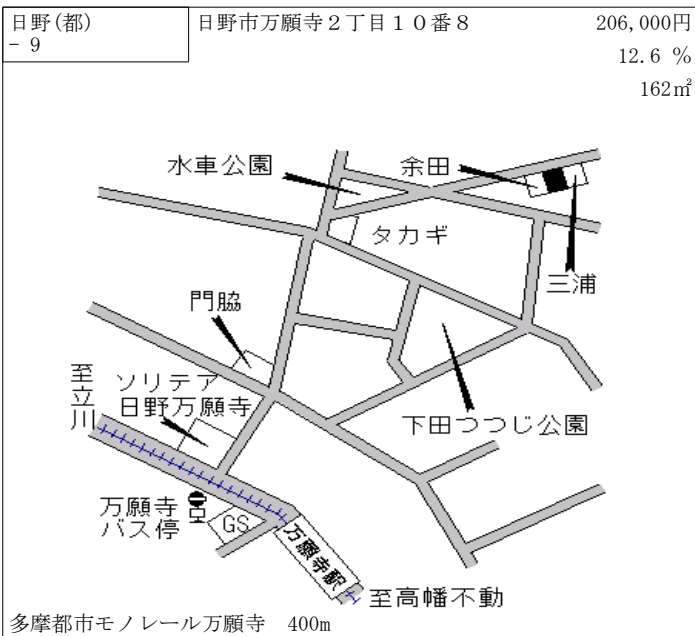 日野(都)
- 9
日野市万願寺２丁目１０番８
206,000円
12.6 %
162㎡
水車公園
余田
タカギ
三浦
門脇
至立川
ソリテア
日野万願寺
下田つつじ公園
万願寺
バス停
GS
万願寺駅
至高幡不動
多摩都市モノレール万願寺　400m